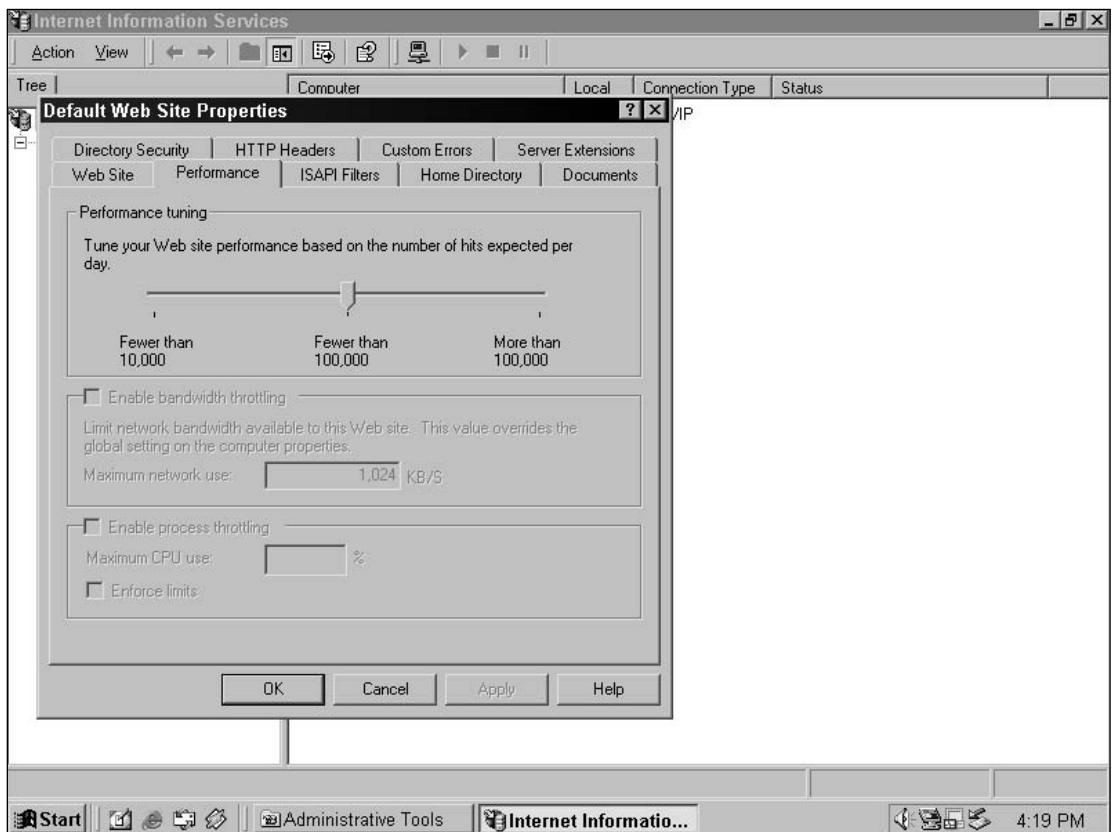 Internet Information Services
Action View
Tree
Computer Local Connection Type Status
Default Web Site Properties
/IP
Directory Security HTTP Headers Custom Errors Server Extensions
Web Site Performance ISAPI Filters Home Directory Documents
Performance tuning
Tune your Web site performance based on the number of hits expected per
day.
Fewer than Fewer than More than
10,000 100,000 100,000
Enable bandwidth throttling
Limit network bandwidth available to this Web site. This value overrides the
global setting on the computer properties.
Maximum network use: 1,024 KB/S
Enable process throttling
Maximum CPU use: %
Enforce limits
OK Cancel Apply Help
Start Administrative Tools Internet Informatio... 4:19 PM